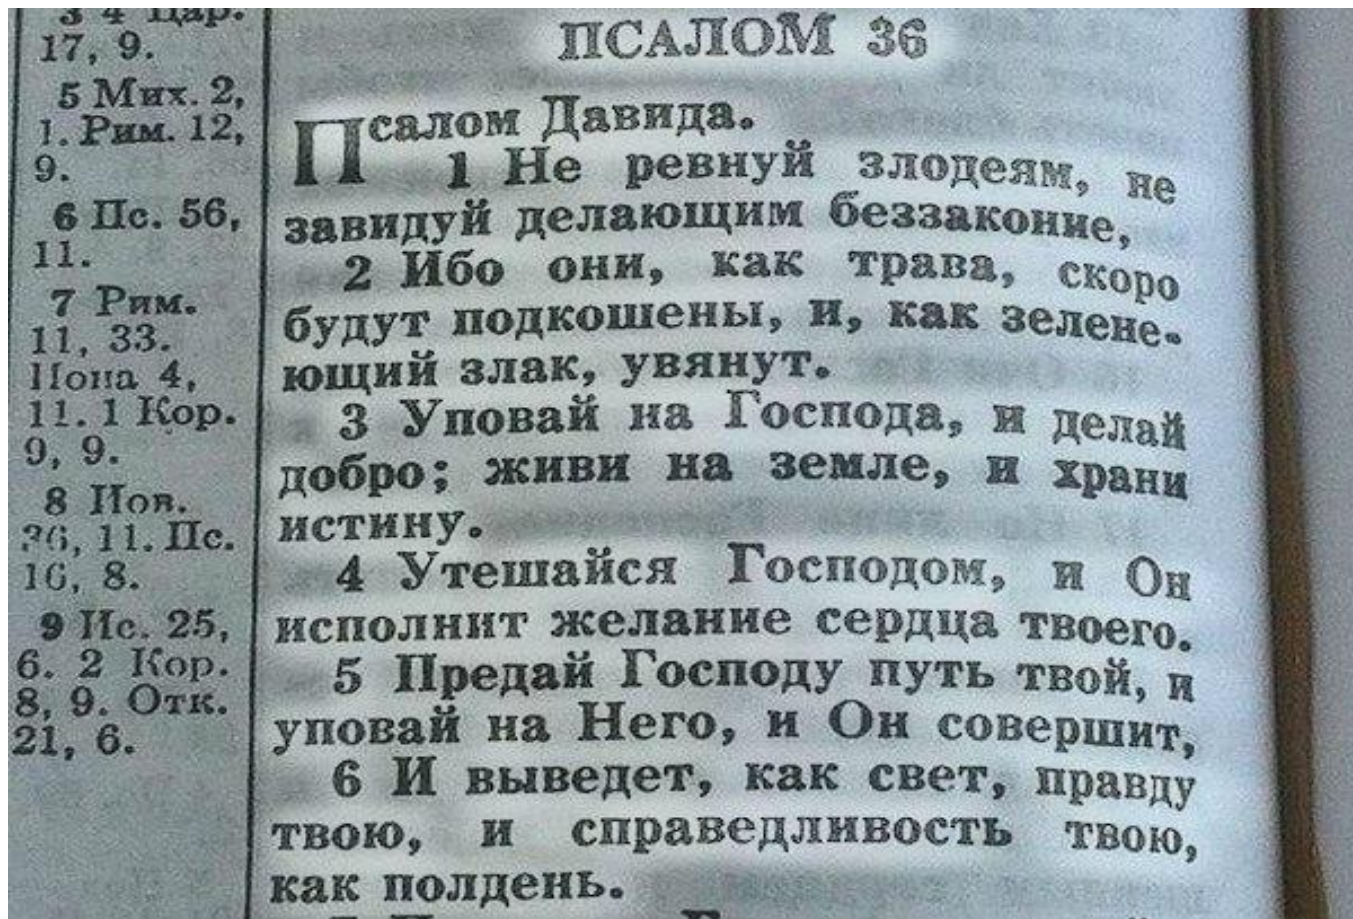 3 4 Цар.
17, 9.
5 Мих. 2,
1. Рим. 12,
9.
6 Пс. 56,
11.
7 Рим.
11, 33.
Иона 4,
11. 1 Кор.
9, 9.
8 Иов.
36, 11. Пс.
16, 8.
9 Ис. 25,
6. 2 Кор.
8, 9. Отк.
21, 6.
ПСАЛОМ 36
Псалом Давида.
1 Не ревнуй злодеям, не
завидуй делающим беззаконие,
2 Ибо они, как трава, скоро
будут подкошены, и, как зелене-
ющий злак, увянут.
3 Уповай на Господа, и делай
добро; живи на земле, и храни
истину.
4 Утешайся Господом, и Он
исполнит желание сердца твоего.
5 Предай Господу путь твой, и
уповай на Него, и Он совершит,
6 И выведет, как свет, правду
твою, и справедливость твою,
как полдень.